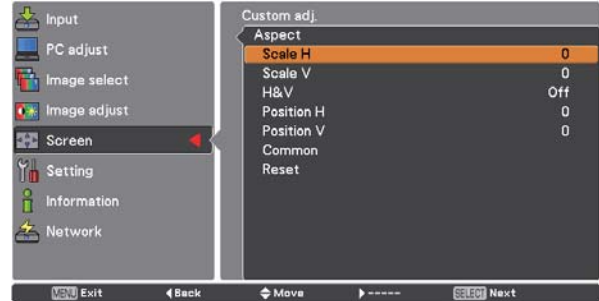 Input
PC adjust
Image select
Image adjust
Screen
Setting
Information
Network
Custom adj.
Aspect
Scale H 0
Scale V 0
H&V Off
Position H 0
Position V 0
Common
Reset
MENU Exit ◀Back Move ▶----- SELECT Next